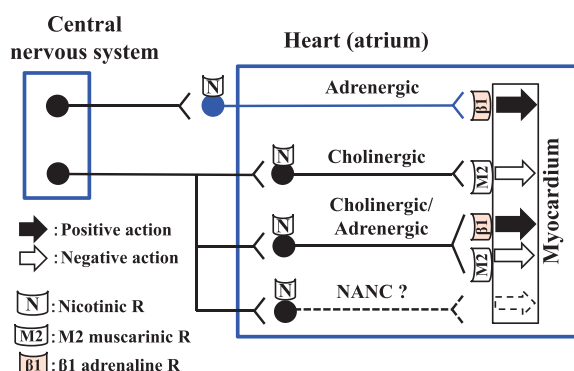 Central
nervous system
Heart (atrium)
N
Adrenergic
β1
N
Cholinergic
M2
N
Cholinergic/
Adrenergic
β1
M2
N
NANC ?
Myocardium
: Positive action
: Negative action
N : Nicotinic R
M2 : M2 muscarinic R
β1 : β1 adrenaline R